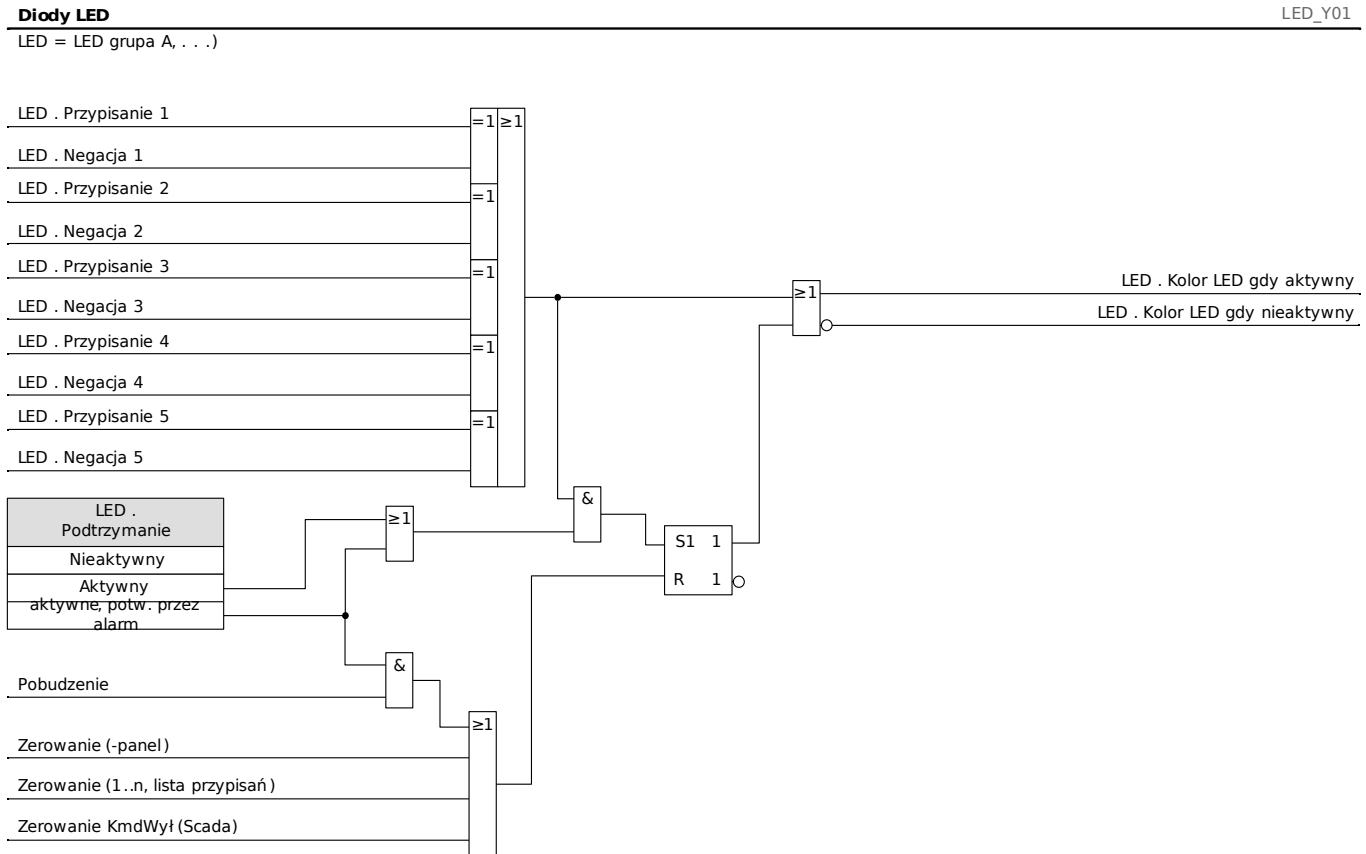 Diody LED
LED_Y01
LED = LED grupa A, . . .)
LED . Przypisanie 1
=1
≥1
LED . Negacja 1
LED . Przypisanie 2
=1
LED . Negacja 2
LED . Przypisanie 3
=1
LED . Negacja 3
LED . Przypisanie 4
=1
LED . Negacja 4
LED . Przypisanie 5
=1
LED . Negacja 5
≥1
LED . Kolor LED gdy aktywny
LED . Kolor LED gdy nieaktywny
LED .
Podtrzymanie
Nieaktywny
Aktywny
aktywne, potw. przez
alarm
≥1
&
S1 1
R 1
&
Pobudzenie
≥1
Zerowanie (-panel)
Zerowanie (1..n, lista przypisań)
Zerowanie KmdWył (Scada)